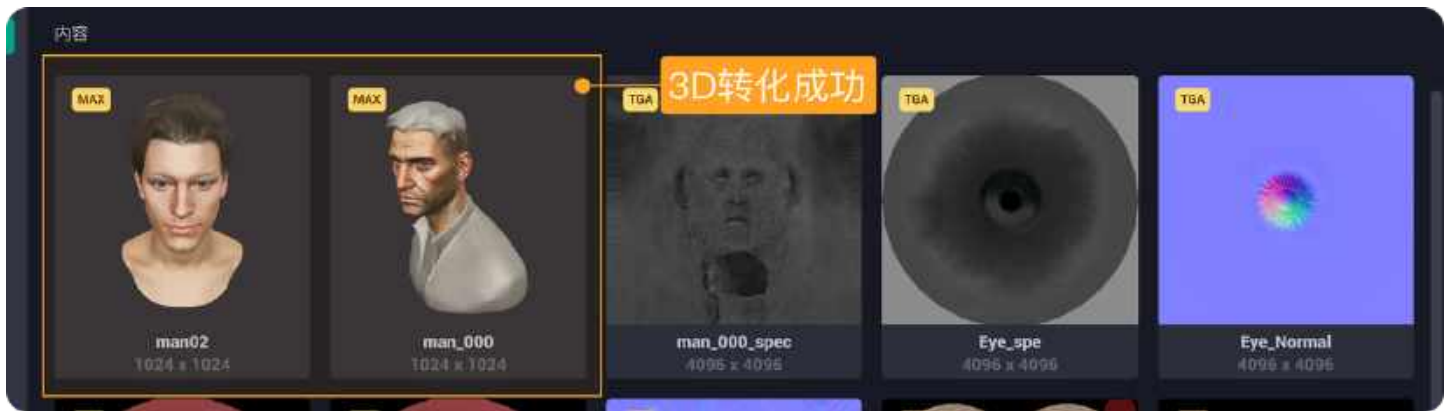 内容
MAX
MAX
3D转化成功
TGA
TGA
TGA
man02
1024 x 1024
man_000
1024 x 1024
man_000_spec
4096 x 4096
Eye_spe
4096 x 4096
Eye_Normal
4096 x 4096